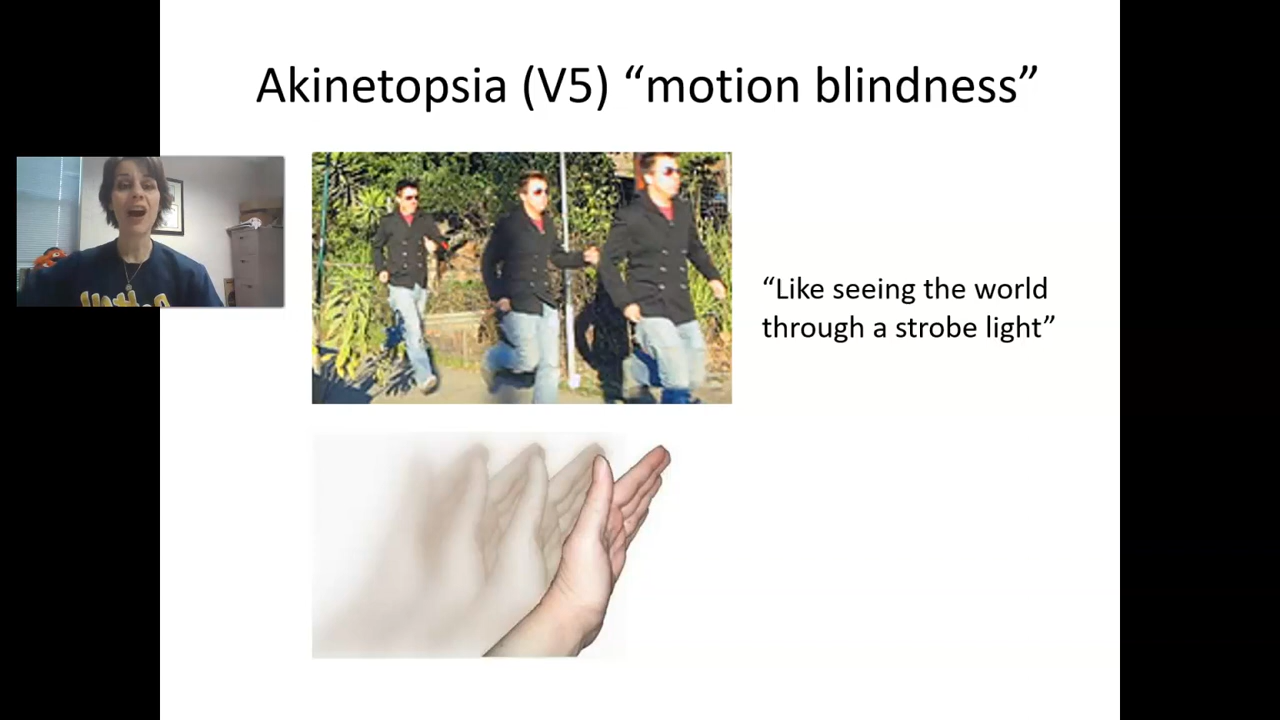 Akinetopsia (V5) “motion blindness”
“Like seeing the world
through a strobe light”